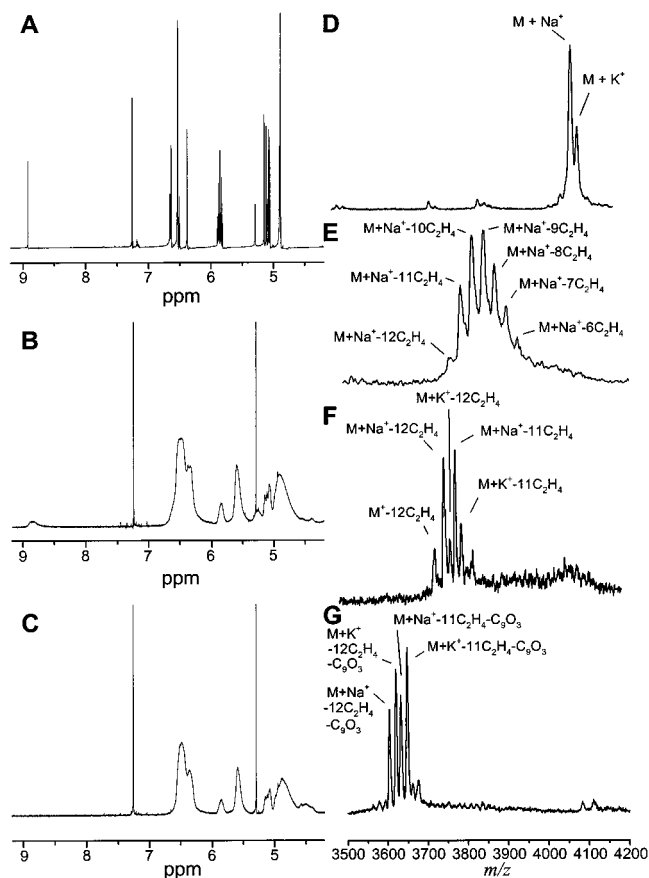 A
9 8 7 6 5
ppm
B
9 8 7 6 5
ppm
C
9 8 7 6 5
ppm
D
M + Na⁺
M + K⁺
E
M+Na⁺-10C₂H₄
M+Na⁺-9C₂H₄
M+Na⁺-8C₂H₄
M+Na⁺-11C₂H₄
M+Na⁺-7C₂H₄
M+Na⁺-12C₂H₄
M+Na⁺-6C₂H₄
F
M+K⁺-12C₂H₄
M+Na⁺-12C₂H₄
M+Na⁺-11C₂H₄
M+K⁺-11C₂H₄
M⁺-12C₂H₄
G
M+Na⁺-11C₂H₄-C₉O₃
M+K⁺
-12C₂H₄
-C₉O₃
M+K⁺-11C₂H₄-C₉O₃
M+Na⁺
-12C₂H₄
-C₉O₃
3500 3600 3700 3800 3900 4000 4100 4200
m/z